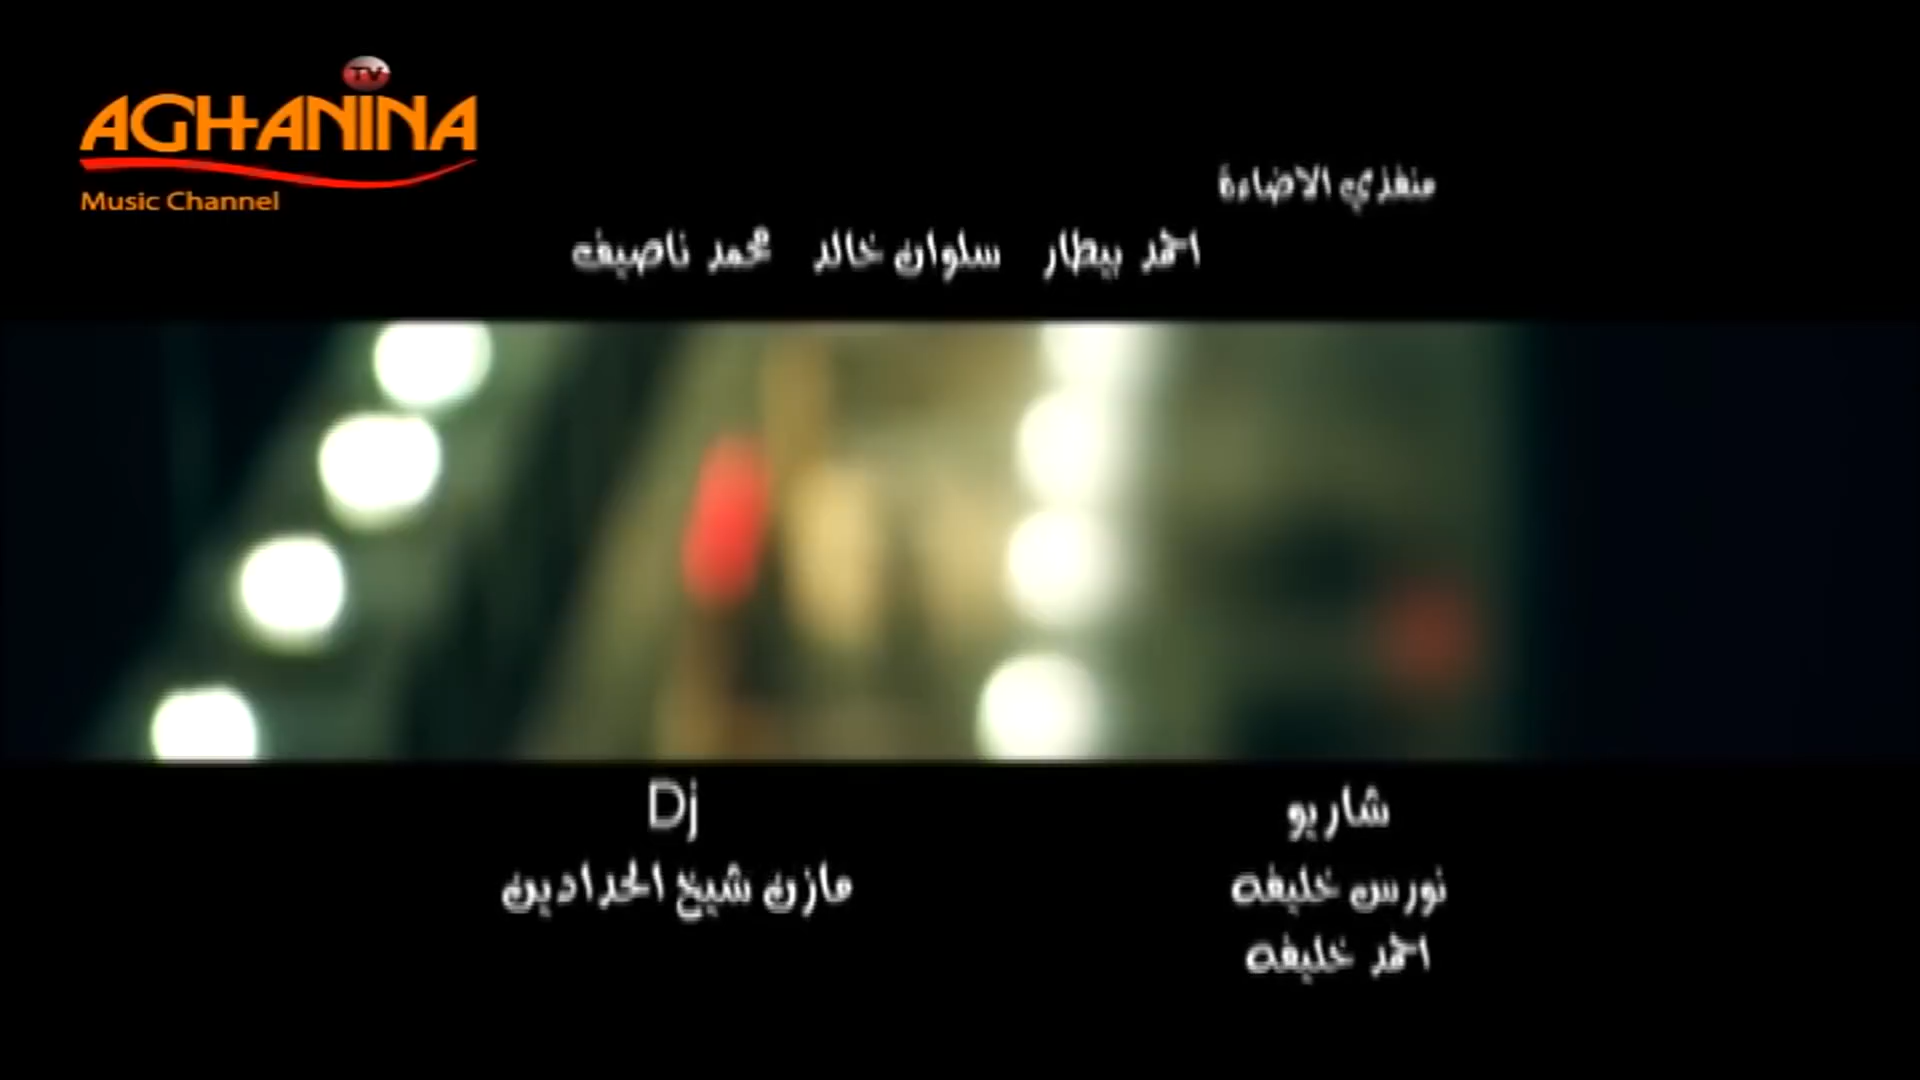 TV
AGHANINA
Music Channel
منفذي الاضاءة
احمد بيطار سلوان خالد محمد ناصيف
Dj
مازن شيخ الحدادين
شاريو
نورس خليفه
احمد خليفه